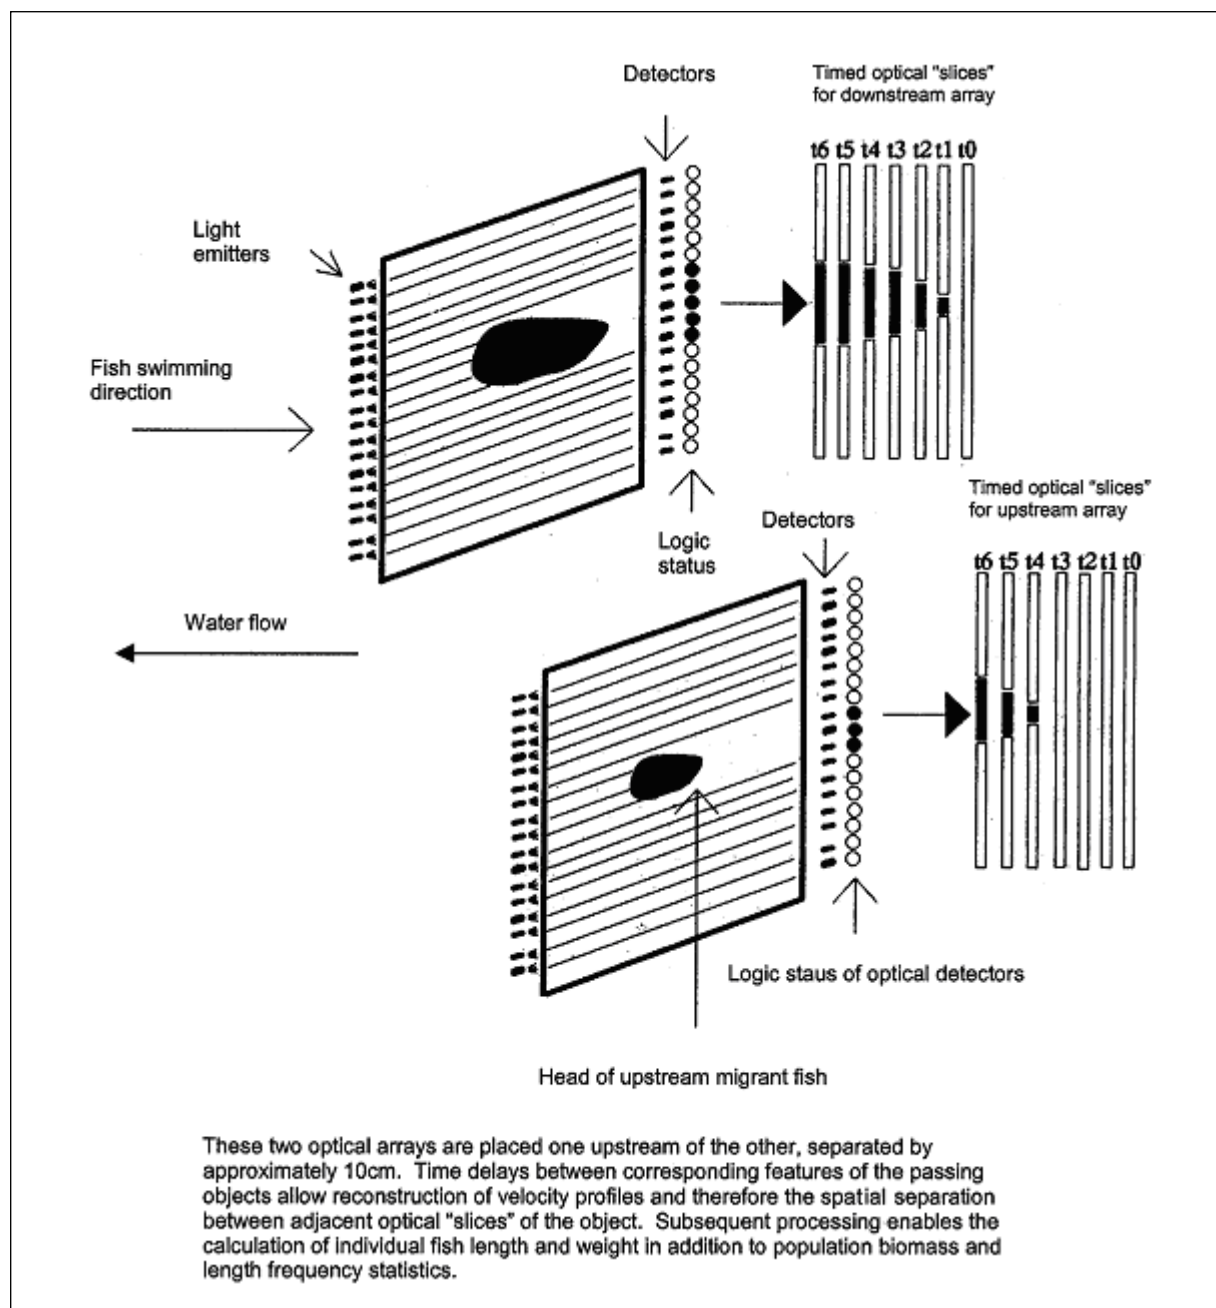 Detectors
Timed optical "slices"
for downstream array
t6 t5 t4 t3 t2 t1 t0
Light
emitters
Fish swimming
direction
Logic
status
Detectors
Timed optical "slices"
for upstream array
t6 t5 t4 t3 t2 t1 t0
Water flow
Logic staus of optical detectors
Head of upstream migrant fish
These two optical arrays are placed one upstream of the other, separated by
approximately 10cm. Time delays between corresponding features of the passing
objects allow reconstruction of velocity profiles and therefore the spatial separation
between adjacent optical "slices" of the object. Subsequent processing enables the
calculation of individual fish length and weight in addition to population biomass and
length frequency statistics.